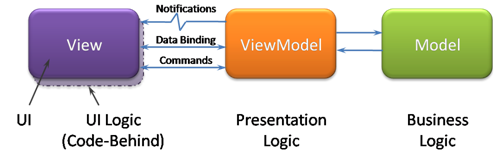 Notifications
View
Data Binding
ViewModel
Model
Commands
UI
UI Logic
(Code-Behind)
Presentation
Logic
Business
Logic